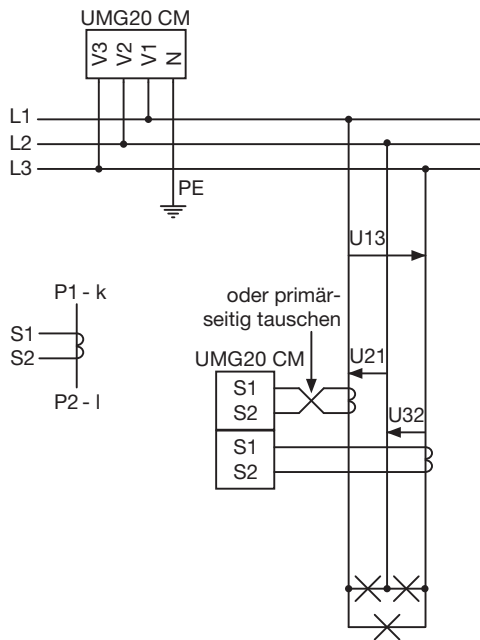 UMG20 CM
V3 V2 V1 N
L1
L2
L3
PE
U13
P1 - k
S1
S2
P2 - l
oder primär-
seitig tauschen
UMG20 CM
U21
S1
S2
U32
S1
S2